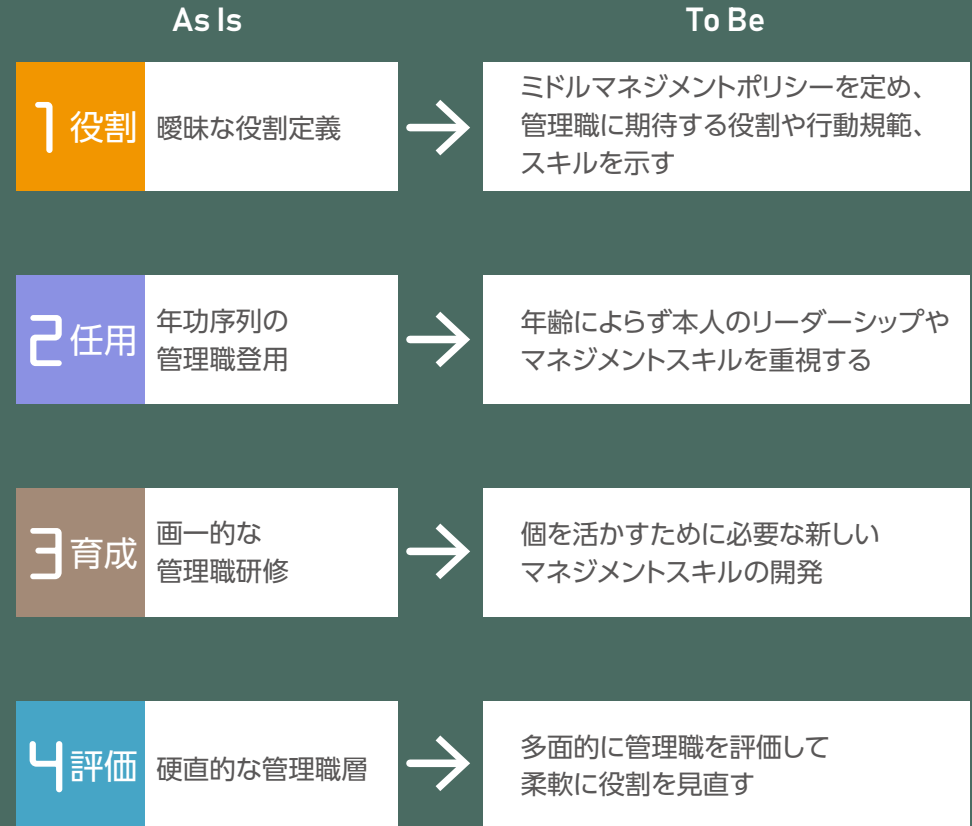 As Is
To Be
1 役割
曖昧な役割定義
ミドルマネジメントポリシーを定め、
管理職に期待する役割や行動規範、
スキルを示す
2 任用
年功序列の
管理職登用
年齢によらず本人のリーダーシップや
マネジメントスキルを重視する
3 育成
画一的な
管理職研修
個を活かすために必要な新しい
マネジメントスキルの開発
4 評価
硬直的な管理職層
多面的に管理職を評価して
柔軟に役割を見直す